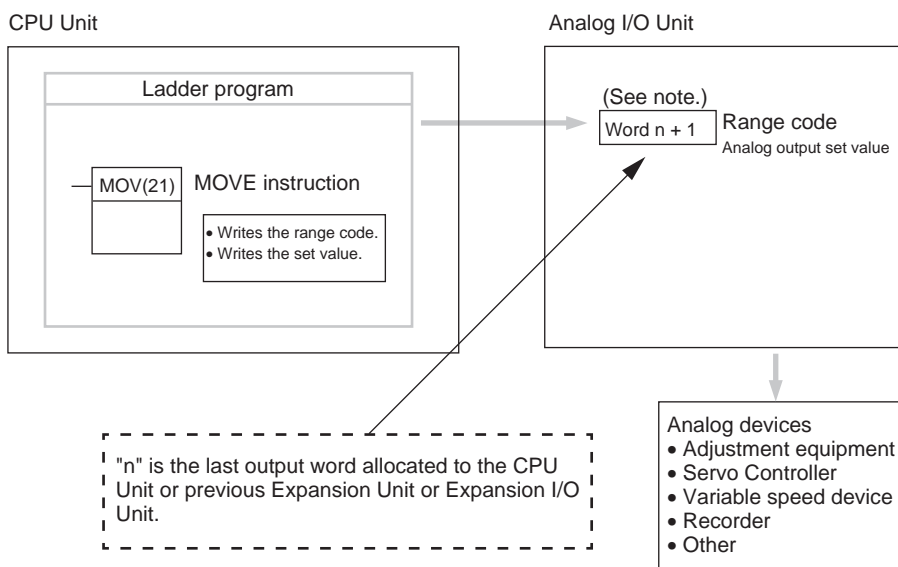 CPU Unit
Analog I/O Unit
Ladder program
(See note.)
Word n + 1
Range code
Analog output set value
MOV(21)
MOVE instruction
• Writes the range code.
• Writes the set value.
"n" is the last output word allocated to the CPU
Unit or previous Expansion Unit or Expansion I/O
Unit.
Analog devices
• Adjustment equipment
• Servo Controller
• Variable speed device
• Recorder
• Other